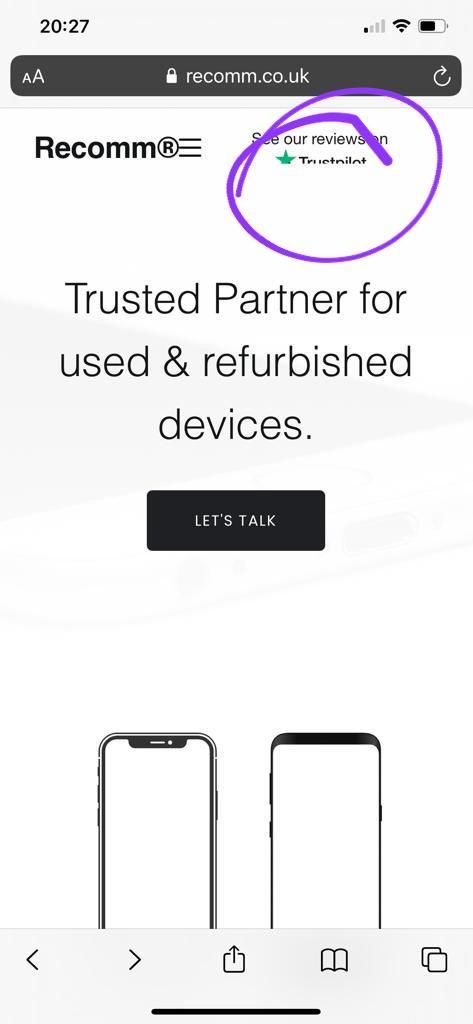 20:27
AA
recomm.co.uk
Recomm®
See our reviews on
Trustpilot
Trusted Partner for
used & refurbished
devices.
LET'S TALK